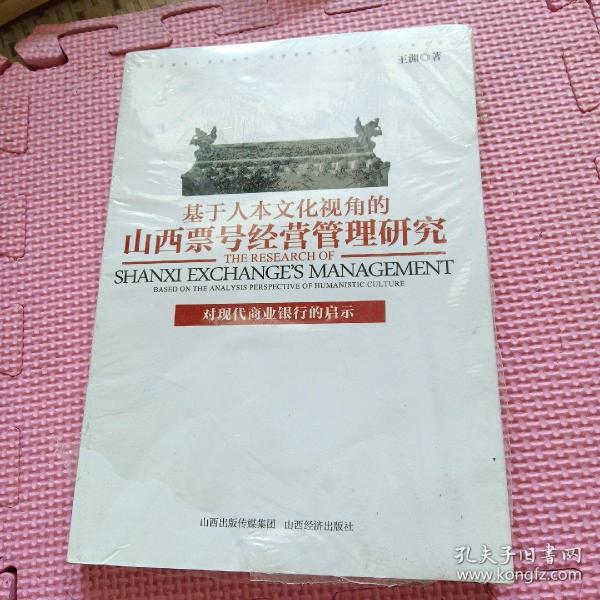 王渊◎著
基于人本文化视角的
山西票号经营管理研究
THE RESEARCH OF
SHANXI EXCHANGE'S MANAGEMENT
BASED ON THE ANALYSIS PERSPECTIVE OF HUMANISTIC CULTURE
对现代商业银行的启示
山西出版传媒集团 山西经济出版社
孔夫子旧书网
www.kongfz.com